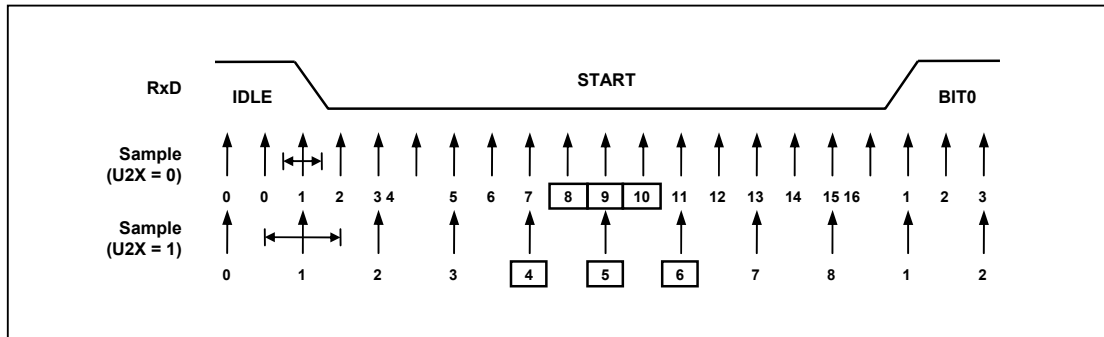 RxD
IDLE
START
BIT0
Sample
(U2X = 0)
0 0 1 2 3 4 5 6 7 8 9 10 11 12 13 14 15 16 1 2 3
Sample
(U2X = 1)
0 1 2 3 4 5 6 7 8 1 2